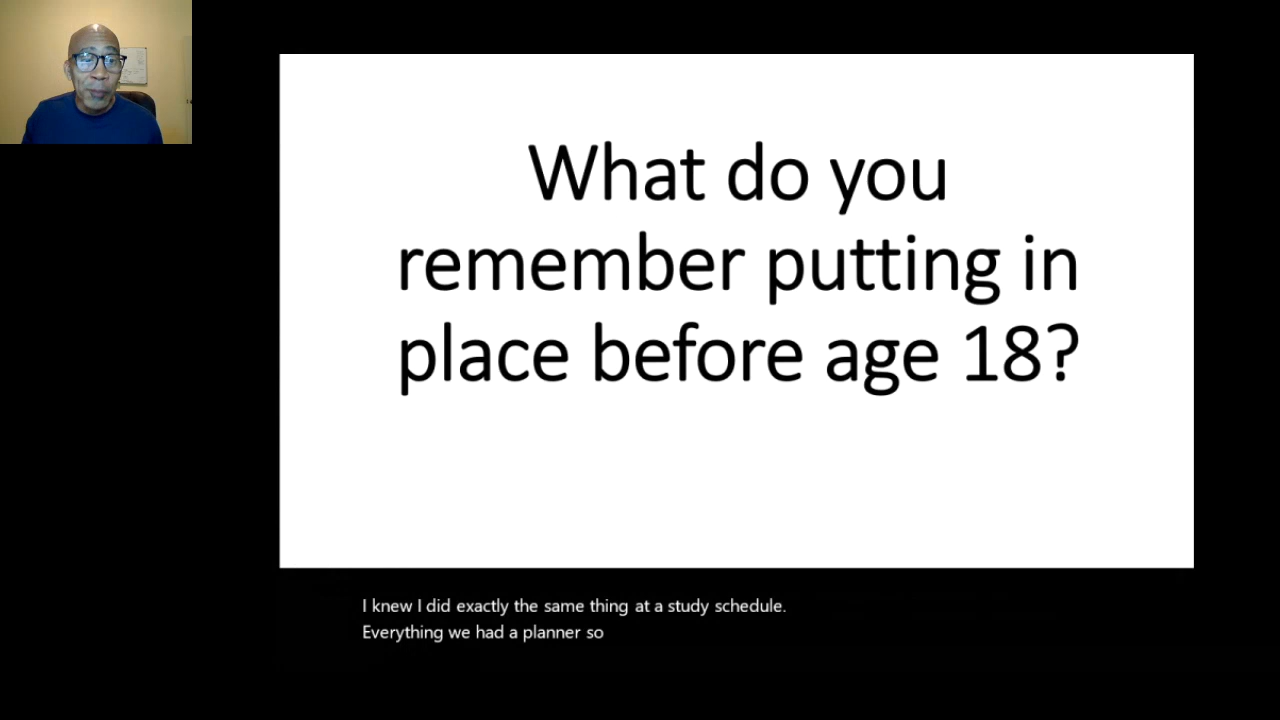 What do you
remember putting in
place before age 18?
I knew I did exactly the same thing at a study schedule.
Everything we had a planner so